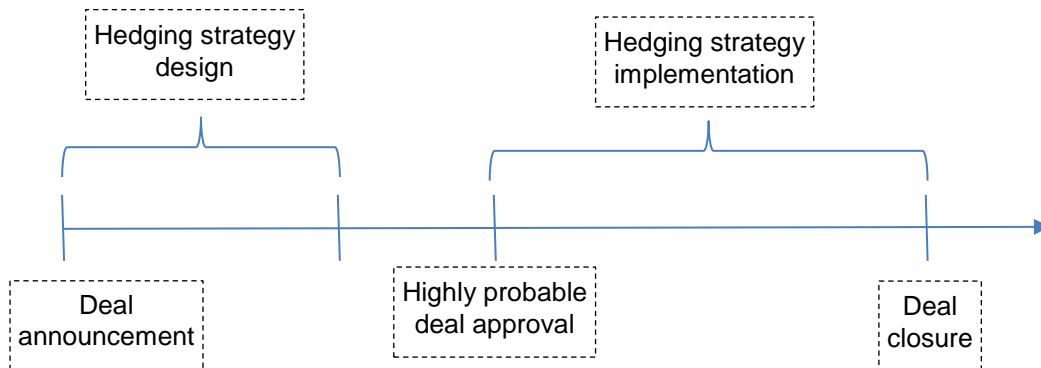 Hedging strategy
design
Hedging strategy
implementation
Deal
announcement
Highly probable
deal approval
Deal
closure